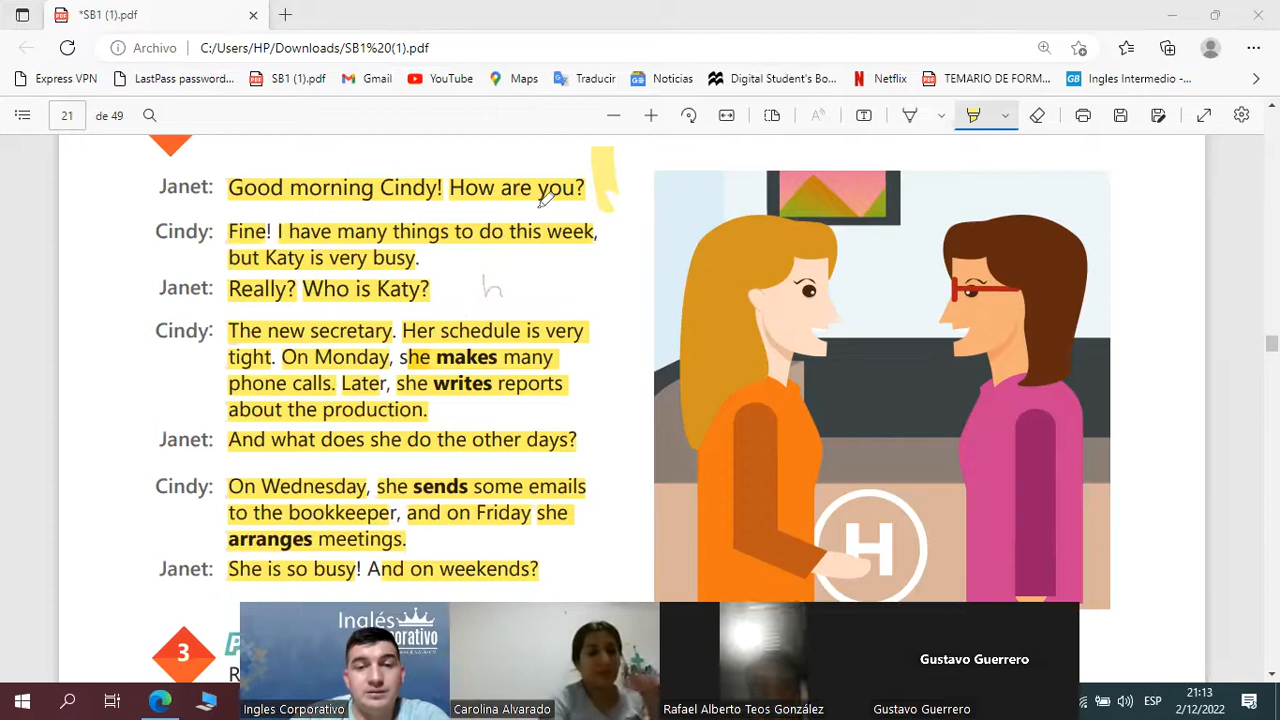 *SB1 (1).pdf
Archivo C:/Users/HP/Downloads/SB1%20(1).pdf
Express VPN LastPass password... SB1 (1).pdf Gmail YouTube Maps Traducir Noticias Digital Student's Bo... Netflix TEMARIO DE FORM... Ingles Intermedio –...
21 de 49
Janet: Good morning Cindy! How are you?
Cindy: Fine! I have many things to do this week,
but Katy is very busy.
Janet: Really? Who is Katy?
h
Cindy: The new secretary. Her schedule is very
tight. On Monday, she makes many
phone calls. Later, she writes reports
about the production.
Janet: And what does she do the other days?
Cindy: On Wednesday, she sends some emails
to the bookkeeper, and on Friday she
arranges meetings.
Janet: She is so busy! And on weekends?
H
3
Inglés
Gustavo Guerrero
Ingles Corporativo Carolina Alvarado Rafael Alberto Teos González Gustavo Guerrero
ESP
21:13
2/12/2022